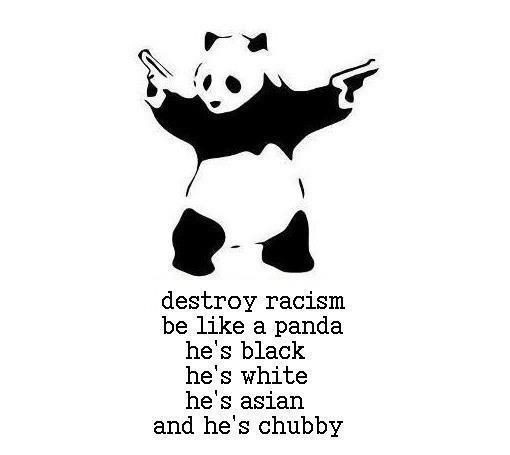 destroy racism
be like a panda
he's black
he's white
he's asian
and he's chubby